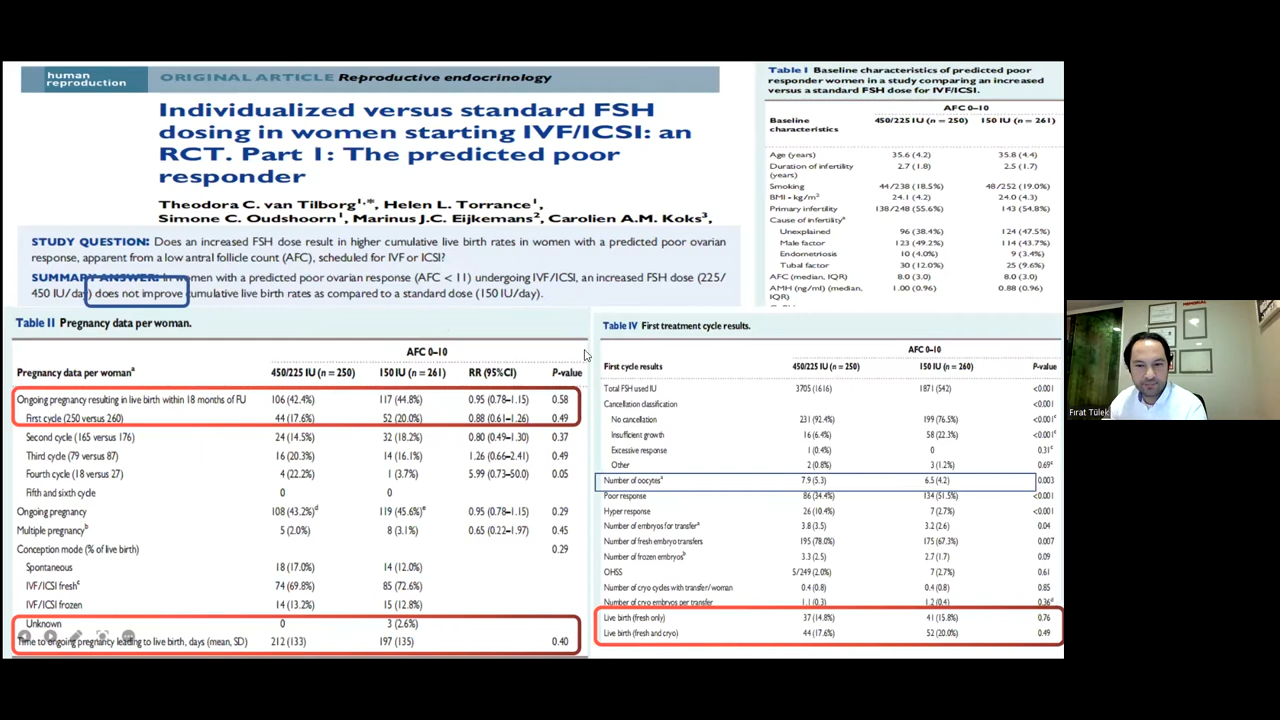 human
reproduction
ORIGINAL ARTICLE Reproductive endocrinology
Individualized versus standard FSH
dosing in women starting IVF/ICSI: an
RCT. Part 1: The predicted poor
responder
Theodora C. van Tilborg1,*, Helen L. Torrance1,
Simone C. Oudshoorn1, Marinus J.C. Eijkemans2, Carolien A.M. Koks3,
STUDY QUESTION: Does an increased FSH dose result in higher cumulative live birth rates in women with a predicted poor ovarian
response, apparent from a low antral follicle count (AFC), scheduled for IVF or ICSI?
SUMMARY ANSWER: In women with a predicted poor ovarian response (AFC < 11) undergoing IVF/ICSI, an increased FSH dose (225/
450 IU/day) does not improve cumulative live birth rates as compared to a standard dose (150 IU/day).
Table I Baseline characteristics of predicted poor
responder women in a study comparing an increased
versus a standard FSH dose for IVF/ICSI.
AFC 0–10
Baseline characteristics 450/225 IU (n = 250) 150 IU (n = 261)
Age (years) 35.6 (4.2) 35.8 (4.4)
Duration of infertility (years) 2.7 (1.8) 2.5 (1.7)
Smoking 44/238 (18.5%) 48/252 (19.0%)
BMI – kg/m2 24.1 (4.2) 24.0 (4.3)
Primary infertility 138/248 (55.6%) 143 (54.8%)
Cause of infertilitya
Unexplained 96 (38.4%) 124 (47.5%)
Male factor 123 (49.2%) 114 (43.7%)
Endometriosis 10 (4.0%) 9 (3.4%)
Tubal factor 30 (12.0%) 25 (9.6%)
AFC (median, IQR) 8.0 (3.0) 8.0 (3.0)
AMH (ng/ml) (median, IQR) 1.00 (0.96) 0.88 (0.96)
Table II Pregnancy data per woman.
AFC 0–10
Pregnancy data per womana 450/225 IU (n = 250) 150 IU (n = 261) RR (95%CI) P-value
Ongoing pregnancy resulting in live birth within 18 months of FU 106 (42.4%) 117 (44.8%) 0.95 (0.78–1.15) 0.58
First cycle (250 versus 260) 44 (17.6%) 52 (20.0%) 0.88 (0.61–1.26) 0.49
Second cycle (165 versus 176) 24 (14.5%) 32 (18.2%) 0.80 (0.49–1.30) 0.37
Third cycle (79 versus 87) 16 (20.3%) 14 (16.1%) 1.26 (0.66–2.41) 0.49
Fourth cycle (18 versus 27) 4 (22.2%) 1 (3.7%) 5.99 (0.73–50.0) 0.05
Fifth and sixth cycle 0 0
Ongoing pregnancy 108 (43.2%)d 119 (45.6%)e 0.95 (0.78–1.15) 0.29
Multiple pregnancyb 5 (2.0%) 8 (3.1%) 0.65 (0.22–1.97) 0.45
Conception mode (% of live birth) 0.29
Spontaneous 18 (17.0%) 14 (12.0%)
IVF/ICSI freshc 74 (69.8%) 85 (72.6%)
IVF/ICSI frozen 14 (13.2%) 15 (12.8%)
Unknown 0 3 (2.6%)
Time to ongoing pregnancy leading to live birth, days (mean, SD) 212 (133) 197 (135) 0.40
Table IV First treatment cycle results.
AFC 0–10
First cycle results 450/225 IU (n = 250) 150 IU (n = 260) P-value
Total FSH used IU 3705 (1616) 1871 (542) <0.001
Cancellation classification <0.001
No cancellation 231 (92.4%) 199 (76.5%) <0.001c
Insufficient growth 16 (6.4%) 58 (22.3%) <0.001c
Excessive response 1 (0.4%) 0 0.31c
Other 2 (0.8%) 3 (1.2%) 0.69c
Number of oocytesa 7.9 (5.3) 6.5 (4.2) 0.003
Poor response 86 (34.4%) 134 (51.5%) <0.001
Hyper response 26 (10.4%) 7 (2.7%) <0.001
Number of embryos for transfera 3.8 (3.5) 3.2 (2.6) 0.04
Number of fresh embryo transfers 195 (78.0%) 175 (67.3%) 0.007
Number of frozen embryosb 3.3 (2.5) 2.7 (1.7) 0.09
OHSS 5/249 (2.0%) 7 (2.7%) 0.61
Number of cryo cycles with transfer/woman 0.4 (0.8) 0.4 (0.8) 0.85
Number of cryo embryos per transfer 1.1 (0.3) 1.2 (0.4) 0.36d
Live birth (fresh only) 37 (14.8%) 41 (15.8%) 0.76
Live birth (fresh and cryo) 44 (17.6%) 52 (20.0%) 0.49
Fırat Tülek